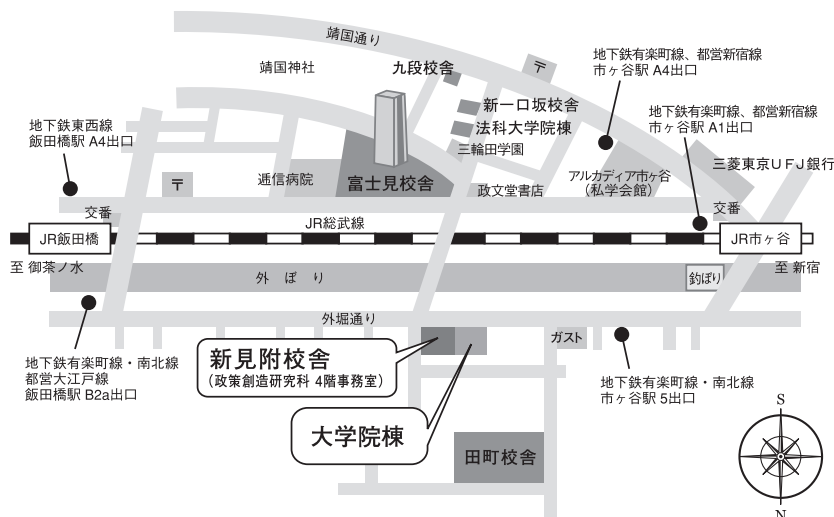 靖国通り
靖国神社
九段校舎
〒
地下鉄有楽町線、都営新宿線
市ヶ谷駅 A4出口
新一口坂校舎
法科大学院棟
三輪田学園
地下鉄有楽町線、都営新宿線
市ヶ谷駅 A1出口
地下鉄東西線
飯田橋駅 A4出口
三菱東京UFJ銀行
〒
逓信病院
富士見校舎
政文堂書店
アルカディア市ヶ谷
(私学会館)
交番
交番
JR総武線
JR飯田橋
JR市ヶ谷
至 御茶ノ水
至 新宿
外 ぼ り
釣ぼり
外堀通り
ガスト
新見附校舎
(政策創造研究科 4階事務室)
地下鉄有楽町線・南北線
都営大江戸線
飯田橋駅 B2a出口
地下鉄有楽町線・南北線
市ヶ谷駅 5出口
大学院棟
田町校舎
S
N